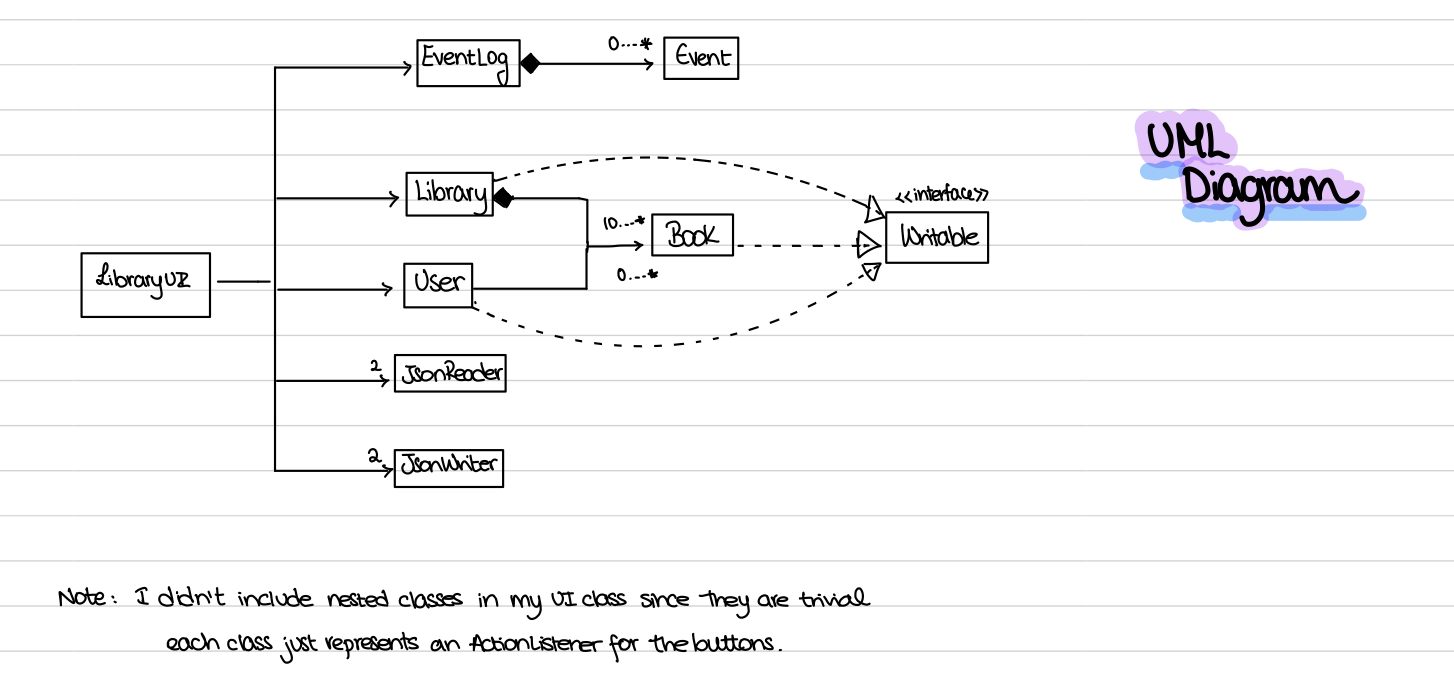 EventLog
0...*
Event
UML
Diagram
Library
<<interface>>
10...*
Book
Writable
LibraryUI
User
0...*
2
JsonReader
2
JsonWriter
Note: I didn't include nested classes in my UI class since they are trivial
each class just represents an ActionListener for the buttons.